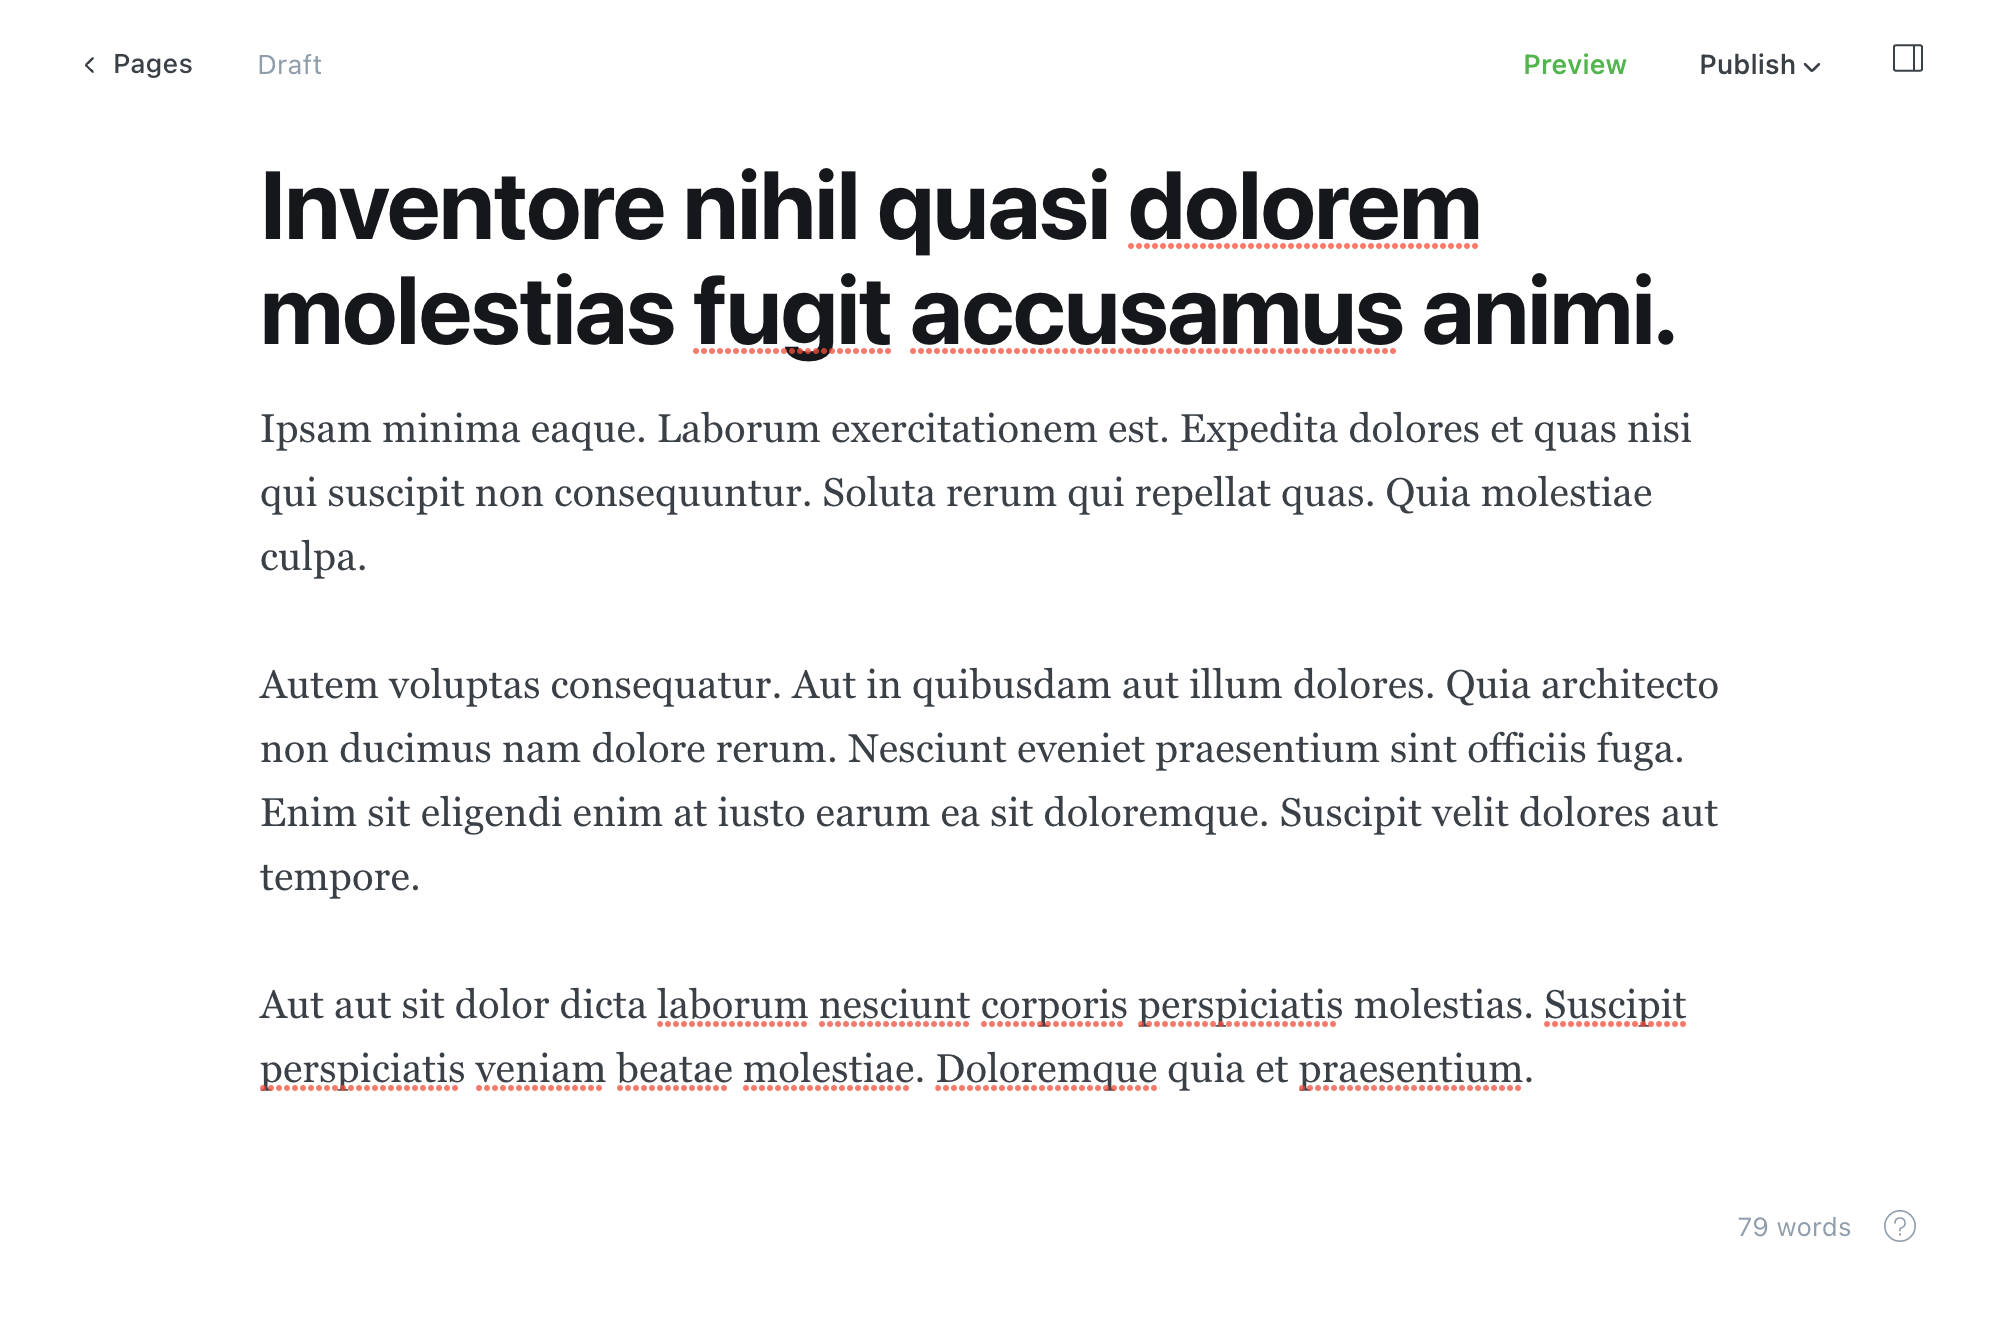 Pages Draft Preview Publish
Inventore nihil quasi dolorem
molestias fugit accusamus animi.
Ipsam minima eaque. Laborum exercitationem est. Expedita dolores et quas nisi
qui suscipit non consequuntur. Soluta rerum qui repellat quas. Quia molestiae
culpa.
Autem voluptas consequatur. Aut in quibusdam aut illum dolores. Quia architecto
non ducimus nam dolore rerum. Nesciunt eveniet praesentium sint officiis fuga.
Enim sit eligendi enim at iusto earum ea sit doloremque. Suscipit velit dolores aut
tempore.
Aut aut sit dolor dicta laborum nesciunt corporis perspiciatis molestias. Suscipit
perspiciatis veniam beatae molestiae. Doloremque quia et praesentium.
79 words ?